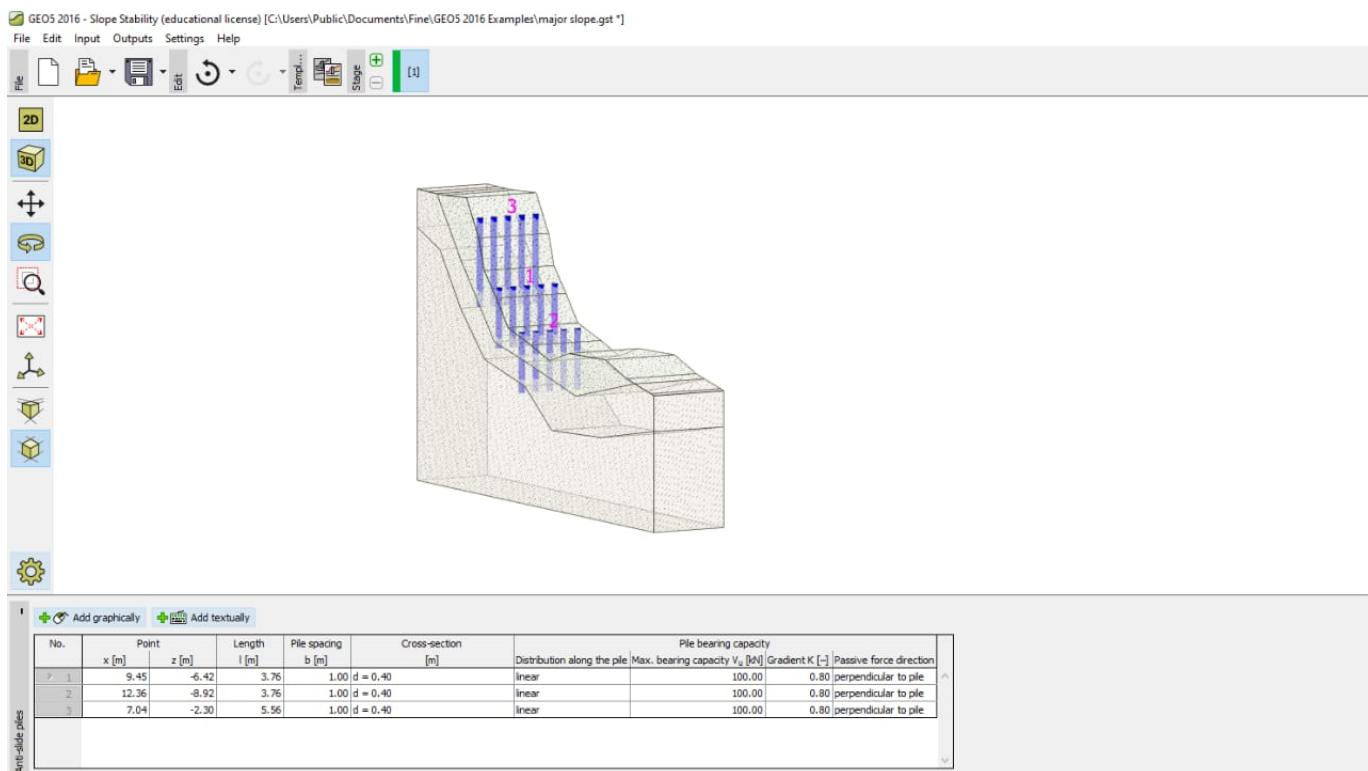 GEO5 2016 - Slope Stability (educational license) [C:\Users\Public\Documents\Fine\GEO5 2016 Examples\major slope.gst *]
File Edit Input Outputs Settings Help
File
Edit
Templ...
Stage
[1]
2D
3D
3
1
2
Anti-slide piles
Add graphically Add textually
No. Point Length Pile spacing Cross-section Pile bearing capacity
x [m] z [m] l [m] b [m] [m] Distribution along the pile Max. bearing capacity Vu [kN] Gradient K [–] Passive force direction
1 9.45 -6.42 3.76 1.00 d = 0.40 linear 100.00 0.80 perpendicular to pile
2 12.36 -8.92 3.76 1.00 d = 0.40 linear 100.00 0.80 perpendicular to pile
3 7.04 -2.30 5.56 1.00 d = 0.40 linear 100.00 0.80 perpendicular to pile